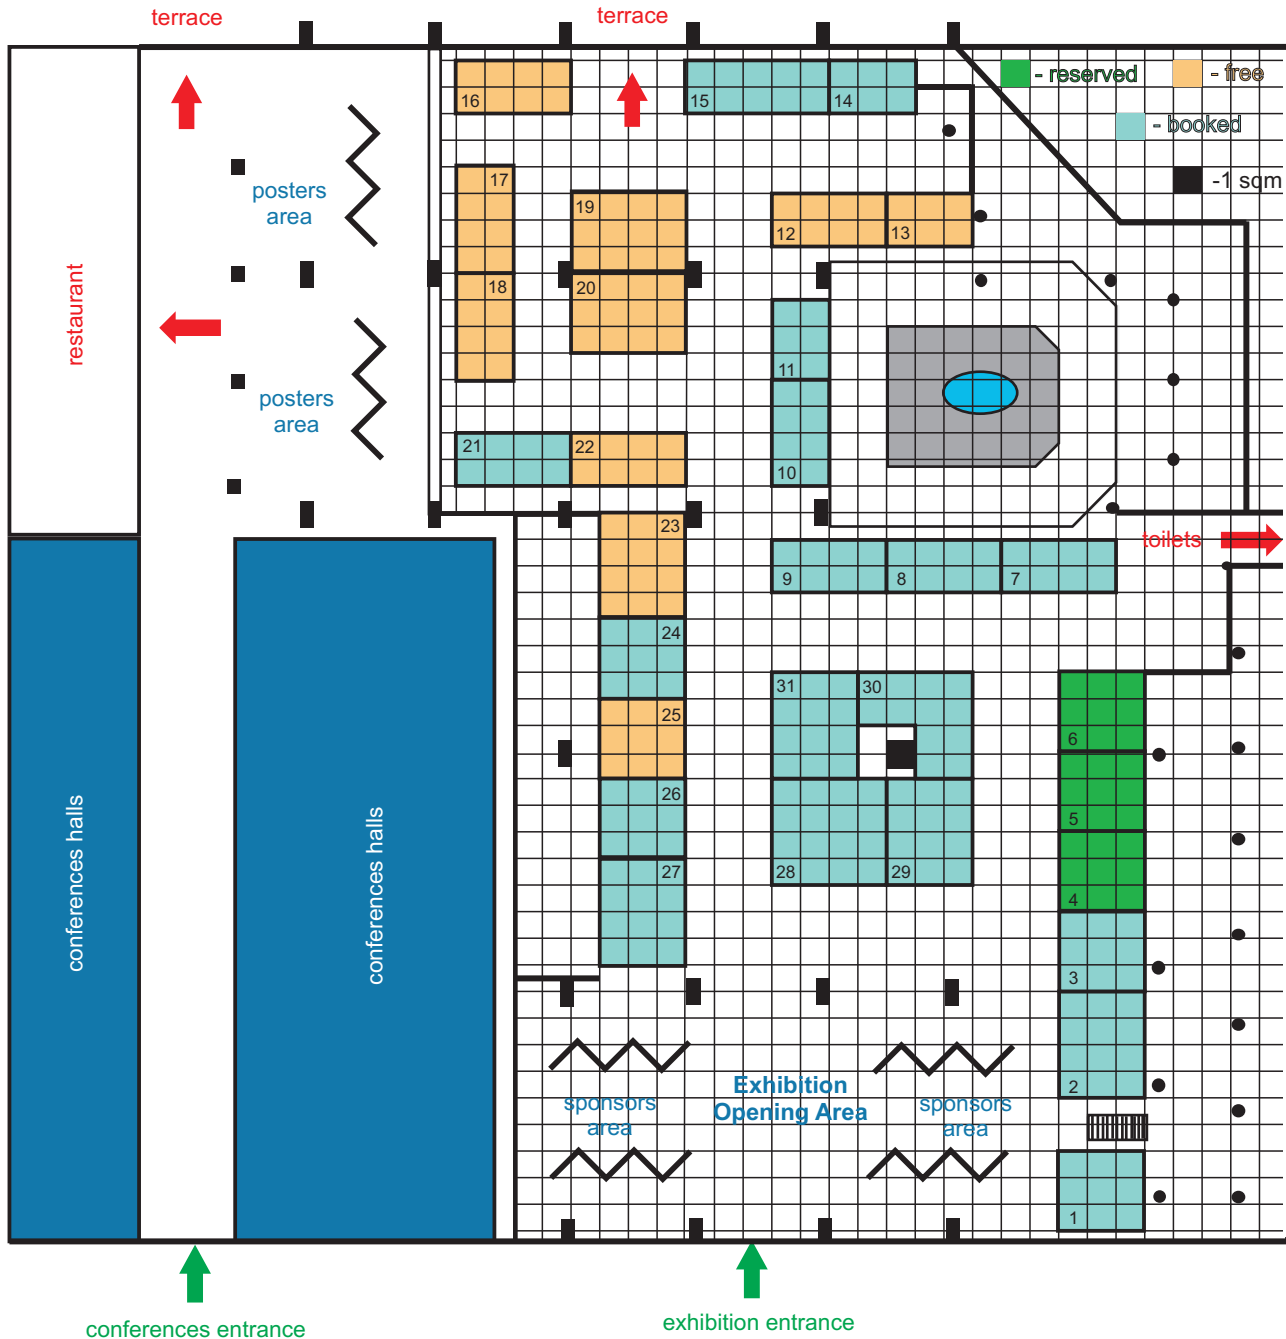 terrace
terrace
- reserved
- free
- booked
-1 sqm
16
15
14
17
19
12
13
18
20
11
10
21
22
posters
area
posters
area
restaurant
23
toilets
9
8
7
24
31
30
25
6
26
5
28
29
27
4
3
2
1
conferences halls
conferences halls
sponsors
area
Exhibition
Opening Area
sponsors
area
conferences entrance
exhibition entrance